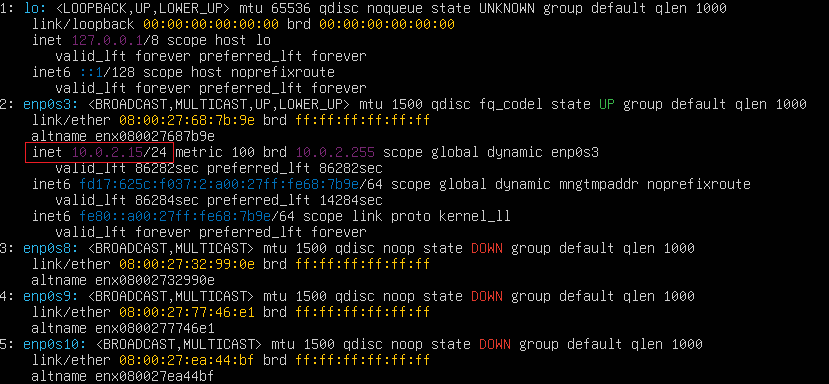 1: lo: <LOOPBACK,UP,LOWER_UP> mtu 65536 qdisc noqueue state UNKNOWN group default qlen 1000
link/loopback 00:00:00:00:00:00 brd 00:00:00:00:00:00
inet 127.0.0.1/8 scope host lo
valid_lft forever preferred_lft forever
inet6 ::1/128 scope host noprefixroute
valid_lft forever preferred_lft forever
2: enp0s3: <BROADCAST,MULTICAST,UP,LOWER_UP> mtu 1500 qdisc fq_codel state UP group default qlen 1000
link/ether 08:00:27:68:7b:9e brd ff:ff:ff:ff:ff:ff
altname enx080027687b9e
inet 10.0.2.15/24 metric 100 brd 10.0.2.255 scope global dynamic enp0s3
valid_lft 86282sec preferred_lft 86282sec
inet6 fd17:625c:f037:2:a00:27ff:fe68:7b9e/64 scope global dynamic mngtmpaddr noprefixroute
valid_lft 86284sec preferred_lft 14284sec
inet6 fe80::a00:27ff:fe68:7b9e/64 scope link proto kernel_ll
valid_lft forever preferred_lft forever
3: enp0s8: <BROADCAST,MULTICAST> mtu 1500 qdisc noop state DOWN group default qlen 1000
link/ether 08:00:27:32:99:0e brd ff:ff:ff:ff:ff:ff
altname enx08002732990e
4: enp0s9: <BROADCAST,MULTICAST> mtu 1500 qdisc noop state DOWN group default qlen 1000
link/ether 08:00:27:77:46:e1 brd ff:ff:ff:ff:ff:ff
altname enx0800277746e1
5: enp0s10: <BROADCAST,MULTICAST> mtu 1500 qdisc noop state DOWN group default qlen 1000
link/ether 08:00:27:ea:44:bf brd ff:ff:ff:ff:ff:ff
altname enx080027ea44bf